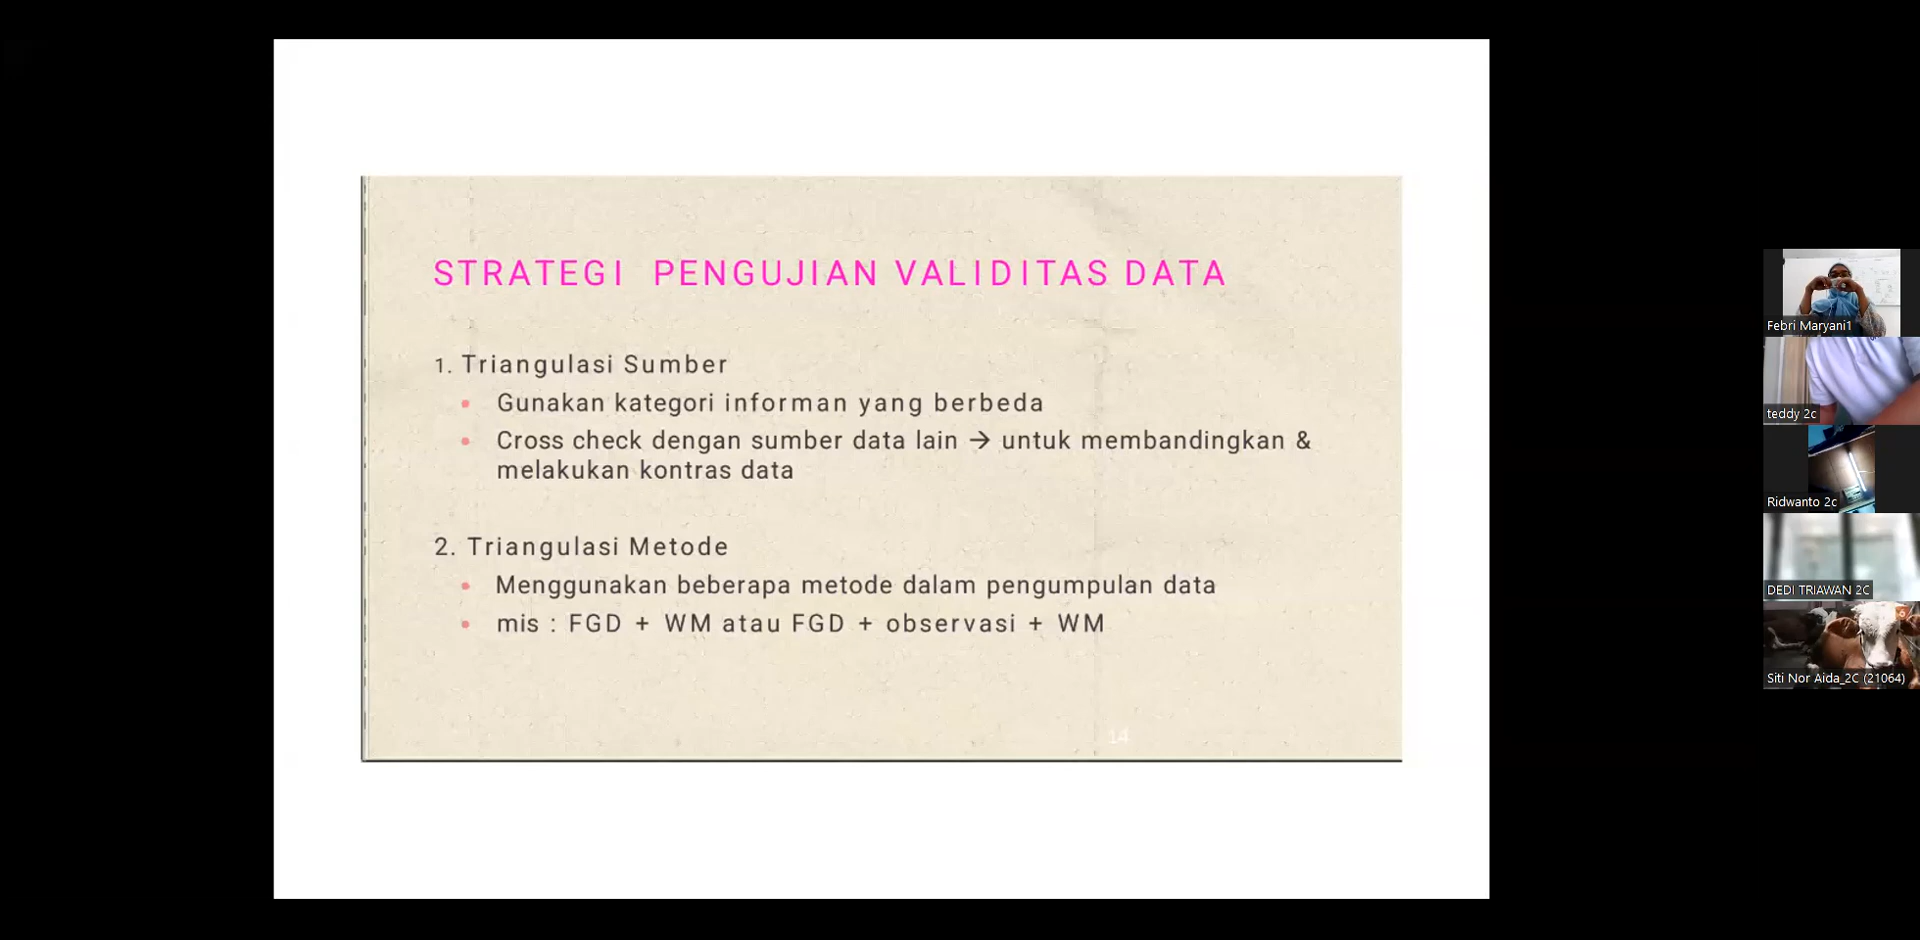 STRATEGI PENGUJIAN VALIDITAS DATA
1. Triangulasi Sumber
• Gunakan kategori informan yang berbeda
• Cross check dengan sumber data lain → untuk membandingkan &
melakukan kontras data
2. Triangulasi Metode
• Menggunakan beberapa metode dalam pengumpulan data
• mis : FGD + WM atau FGD + observasi + WM
14
Febri Maryani1
teddy 2c
Ridwanto 2c
DEDI TRIAWAN 2C
Siti Nor Aida_2C (21064)